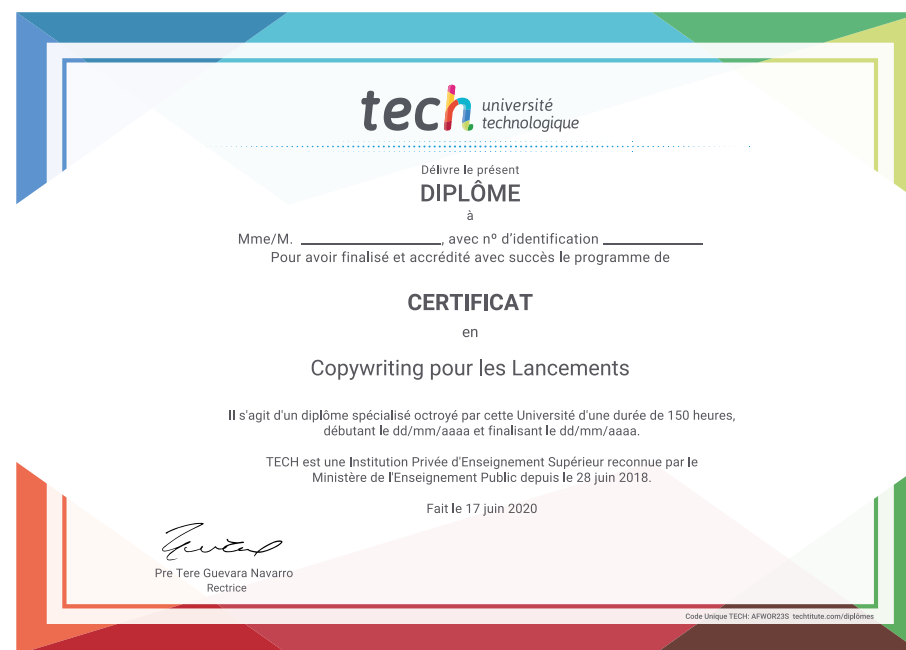 tech université
technologique
Délivre le présent
DIPLÔME
à
Mme/M. ____________________, avec nº d'identification ______________
Pour avoir finalisé et accrédité avec succès le programme de
CERTIFICAT
en
Copywriting pour les Lancements
Il s'agit d'un diplôme spécialisé octroyé par cette Université d'une durée de 150 heures,
débutant le dd/mm/aaaa et finalisant le dd/mm/aaaa.
TECH est une Institution Privée d'Enseignement Supérieur reconnue par le
Ministère de l'Enseignement Public depuis le 28 juin 2018.
Fait le 17 juin 2020
Pre Tere Guevara Navarro
Rectrice
Code Unique TECH: AFWOR23S techtitute.com/diplômes